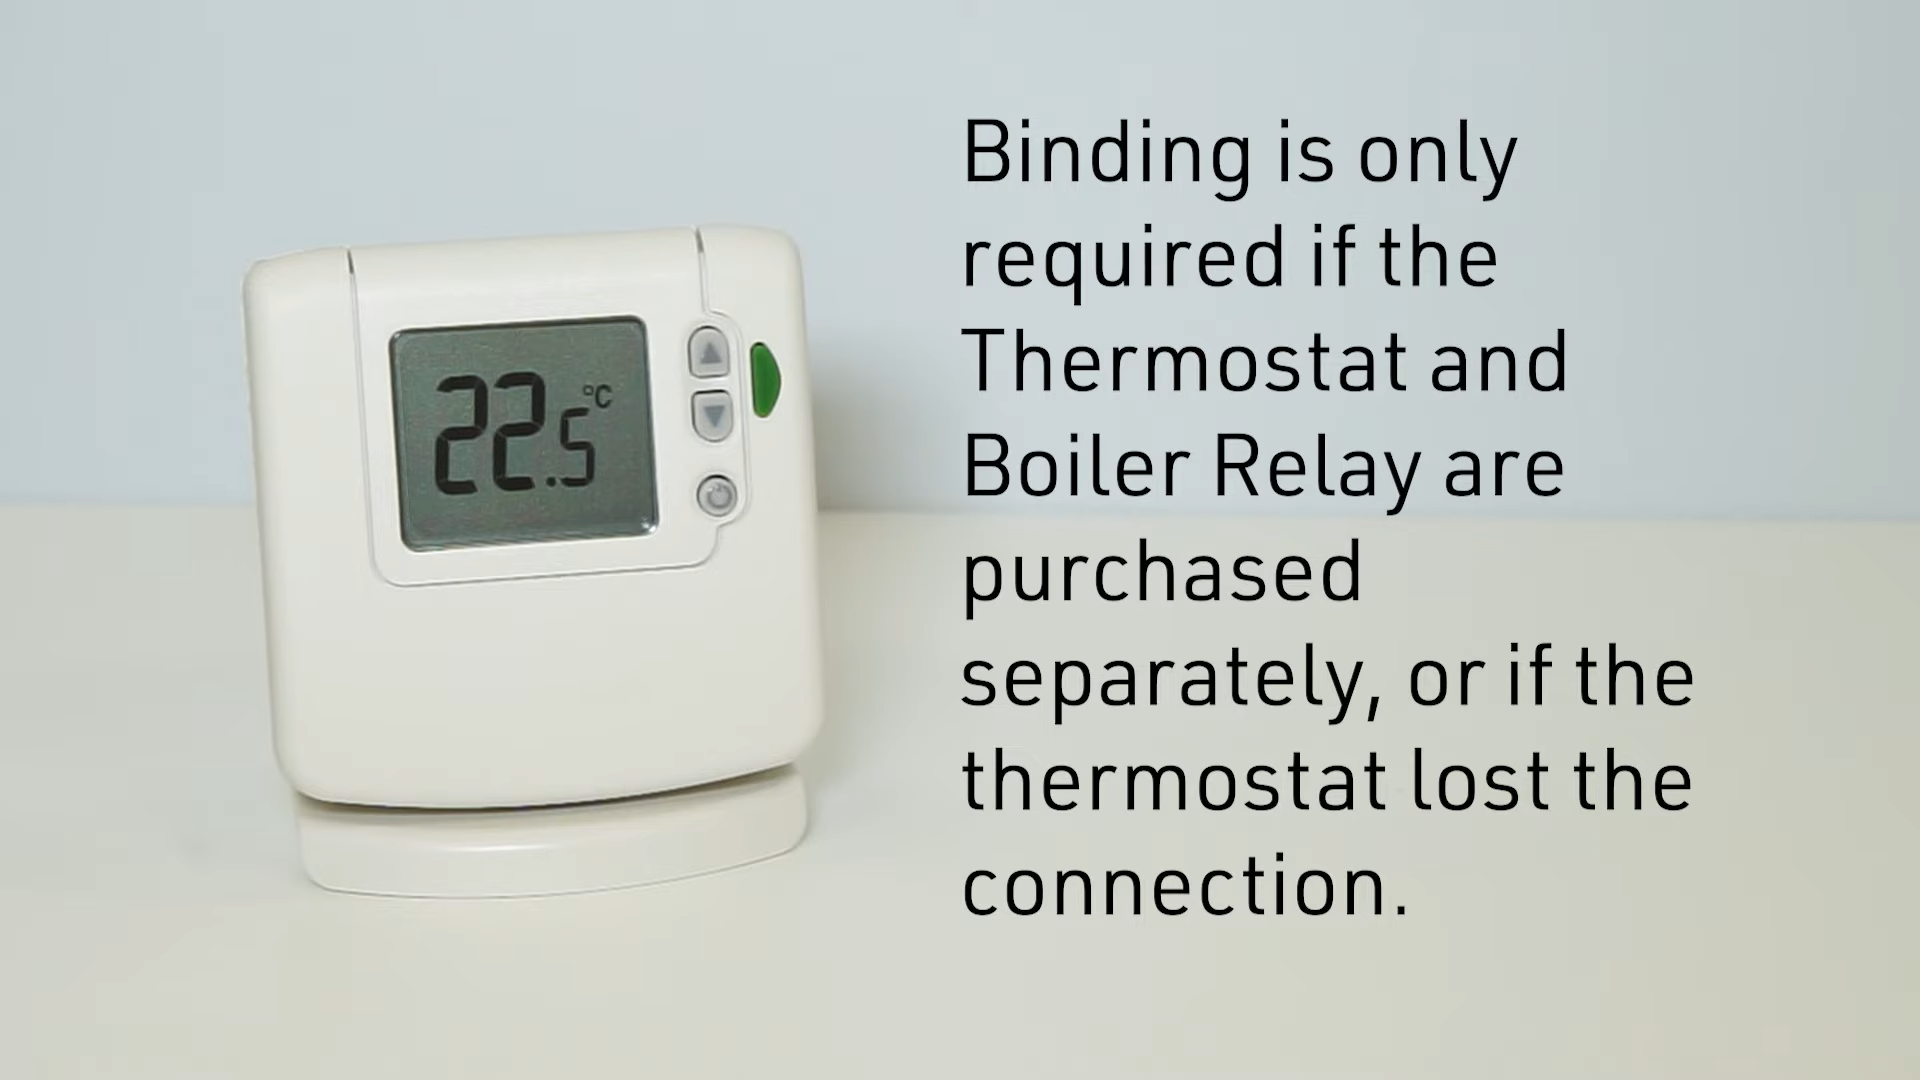 22.5 °C
Binding is only
required if the
Thermostat and
Boiler Relay are
purchased
separately, or if the
thermostat lost the
connection.